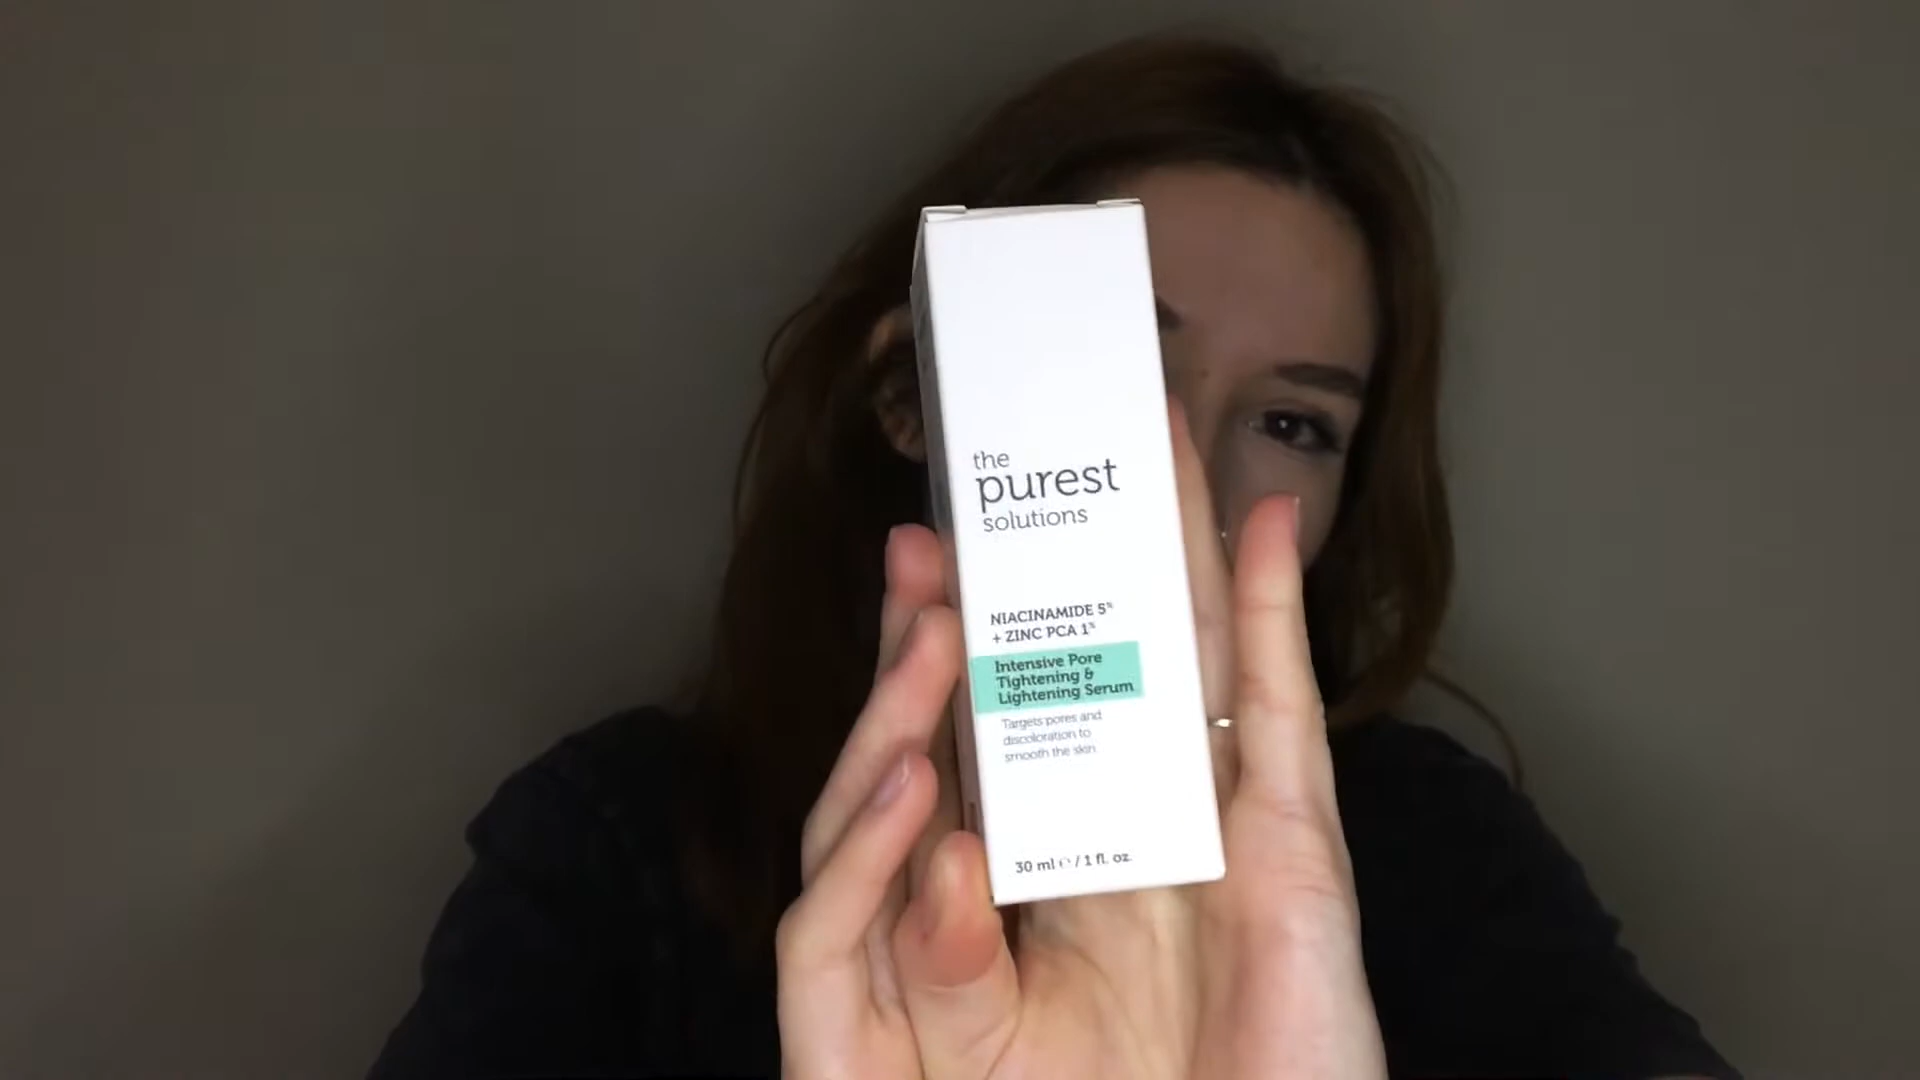 the
purest
solutions
NIACINAMIDE 5%
+ ZINC PCA 1%
Intensive Pore
Tightening &
Lightening Serum
Targets pores and
discoloration to
smooth the skin.
30 ml ℮ / 1 fl. oz.